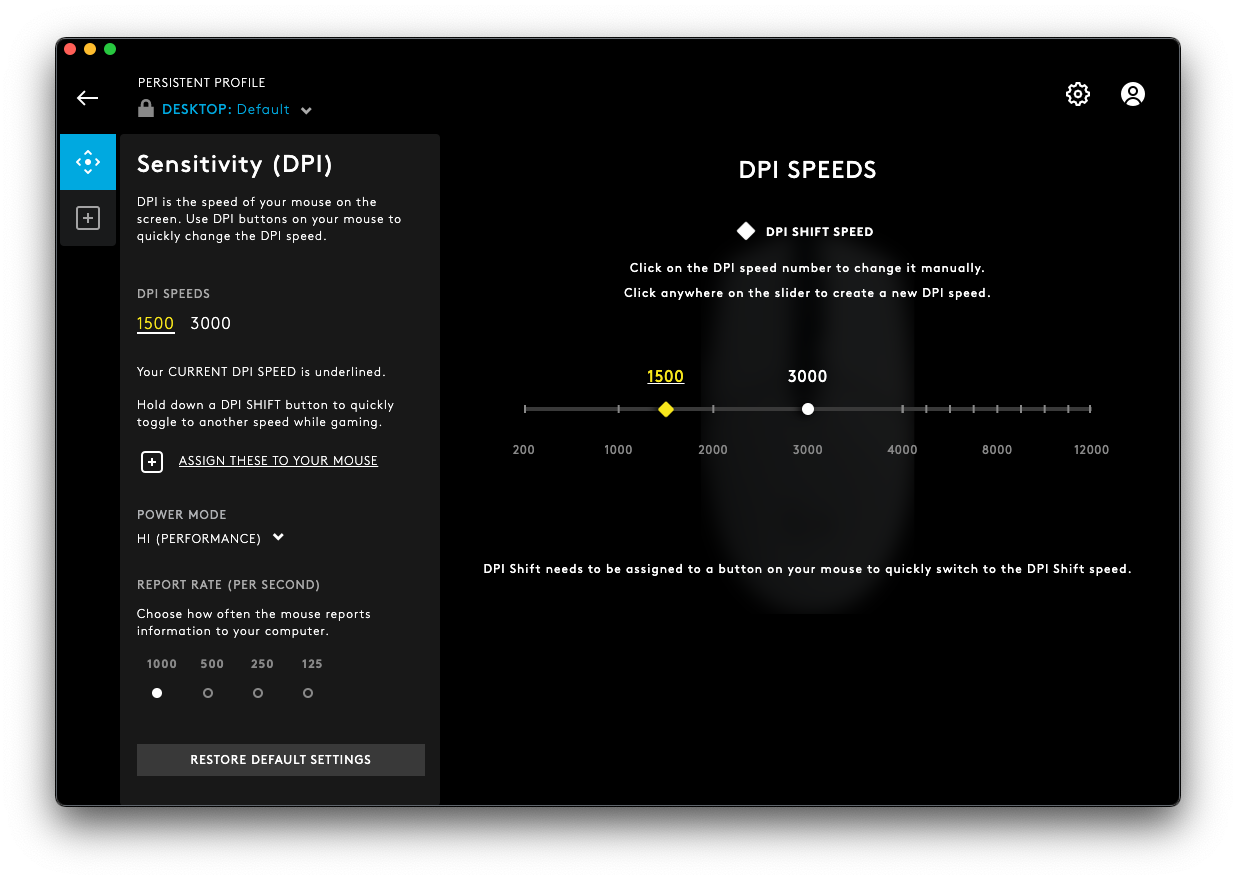 PERSISTENT PROFILE
DESKTOP: Default
Sensitivity (DPI)
DPI is the speed of your mouse on the
screen. Use DPI buttons on your mouse to
quickly change the DPI speed.
DPI SPEEDS
1500 3000
Your CURRENT DPI SPEED is underlined.
Hold down a DPI SHIFT button to quickly
toggle to another speed while gaming.
ASSIGN THESE TO YOUR MOUSE
POWER MODE
HI (PERFORMANCE)
REPORT RATE (PER SECOND)
Choose how often the mouse reports
information to your computer.
1000 500 250 125
RESTORE DEFAULT SETTINGS
DPI SPEEDS
DPI SHIFT SPEED
Click on the DPI speed number to change it manually.
Click anywhere on the slider to create a new DPI speed.
1500 3000
200 1000 2000 3000 4000 8000 12000
DPI Shift needs to be assigned to a button on your mouse to quickly switch to the DPI Shift speed.